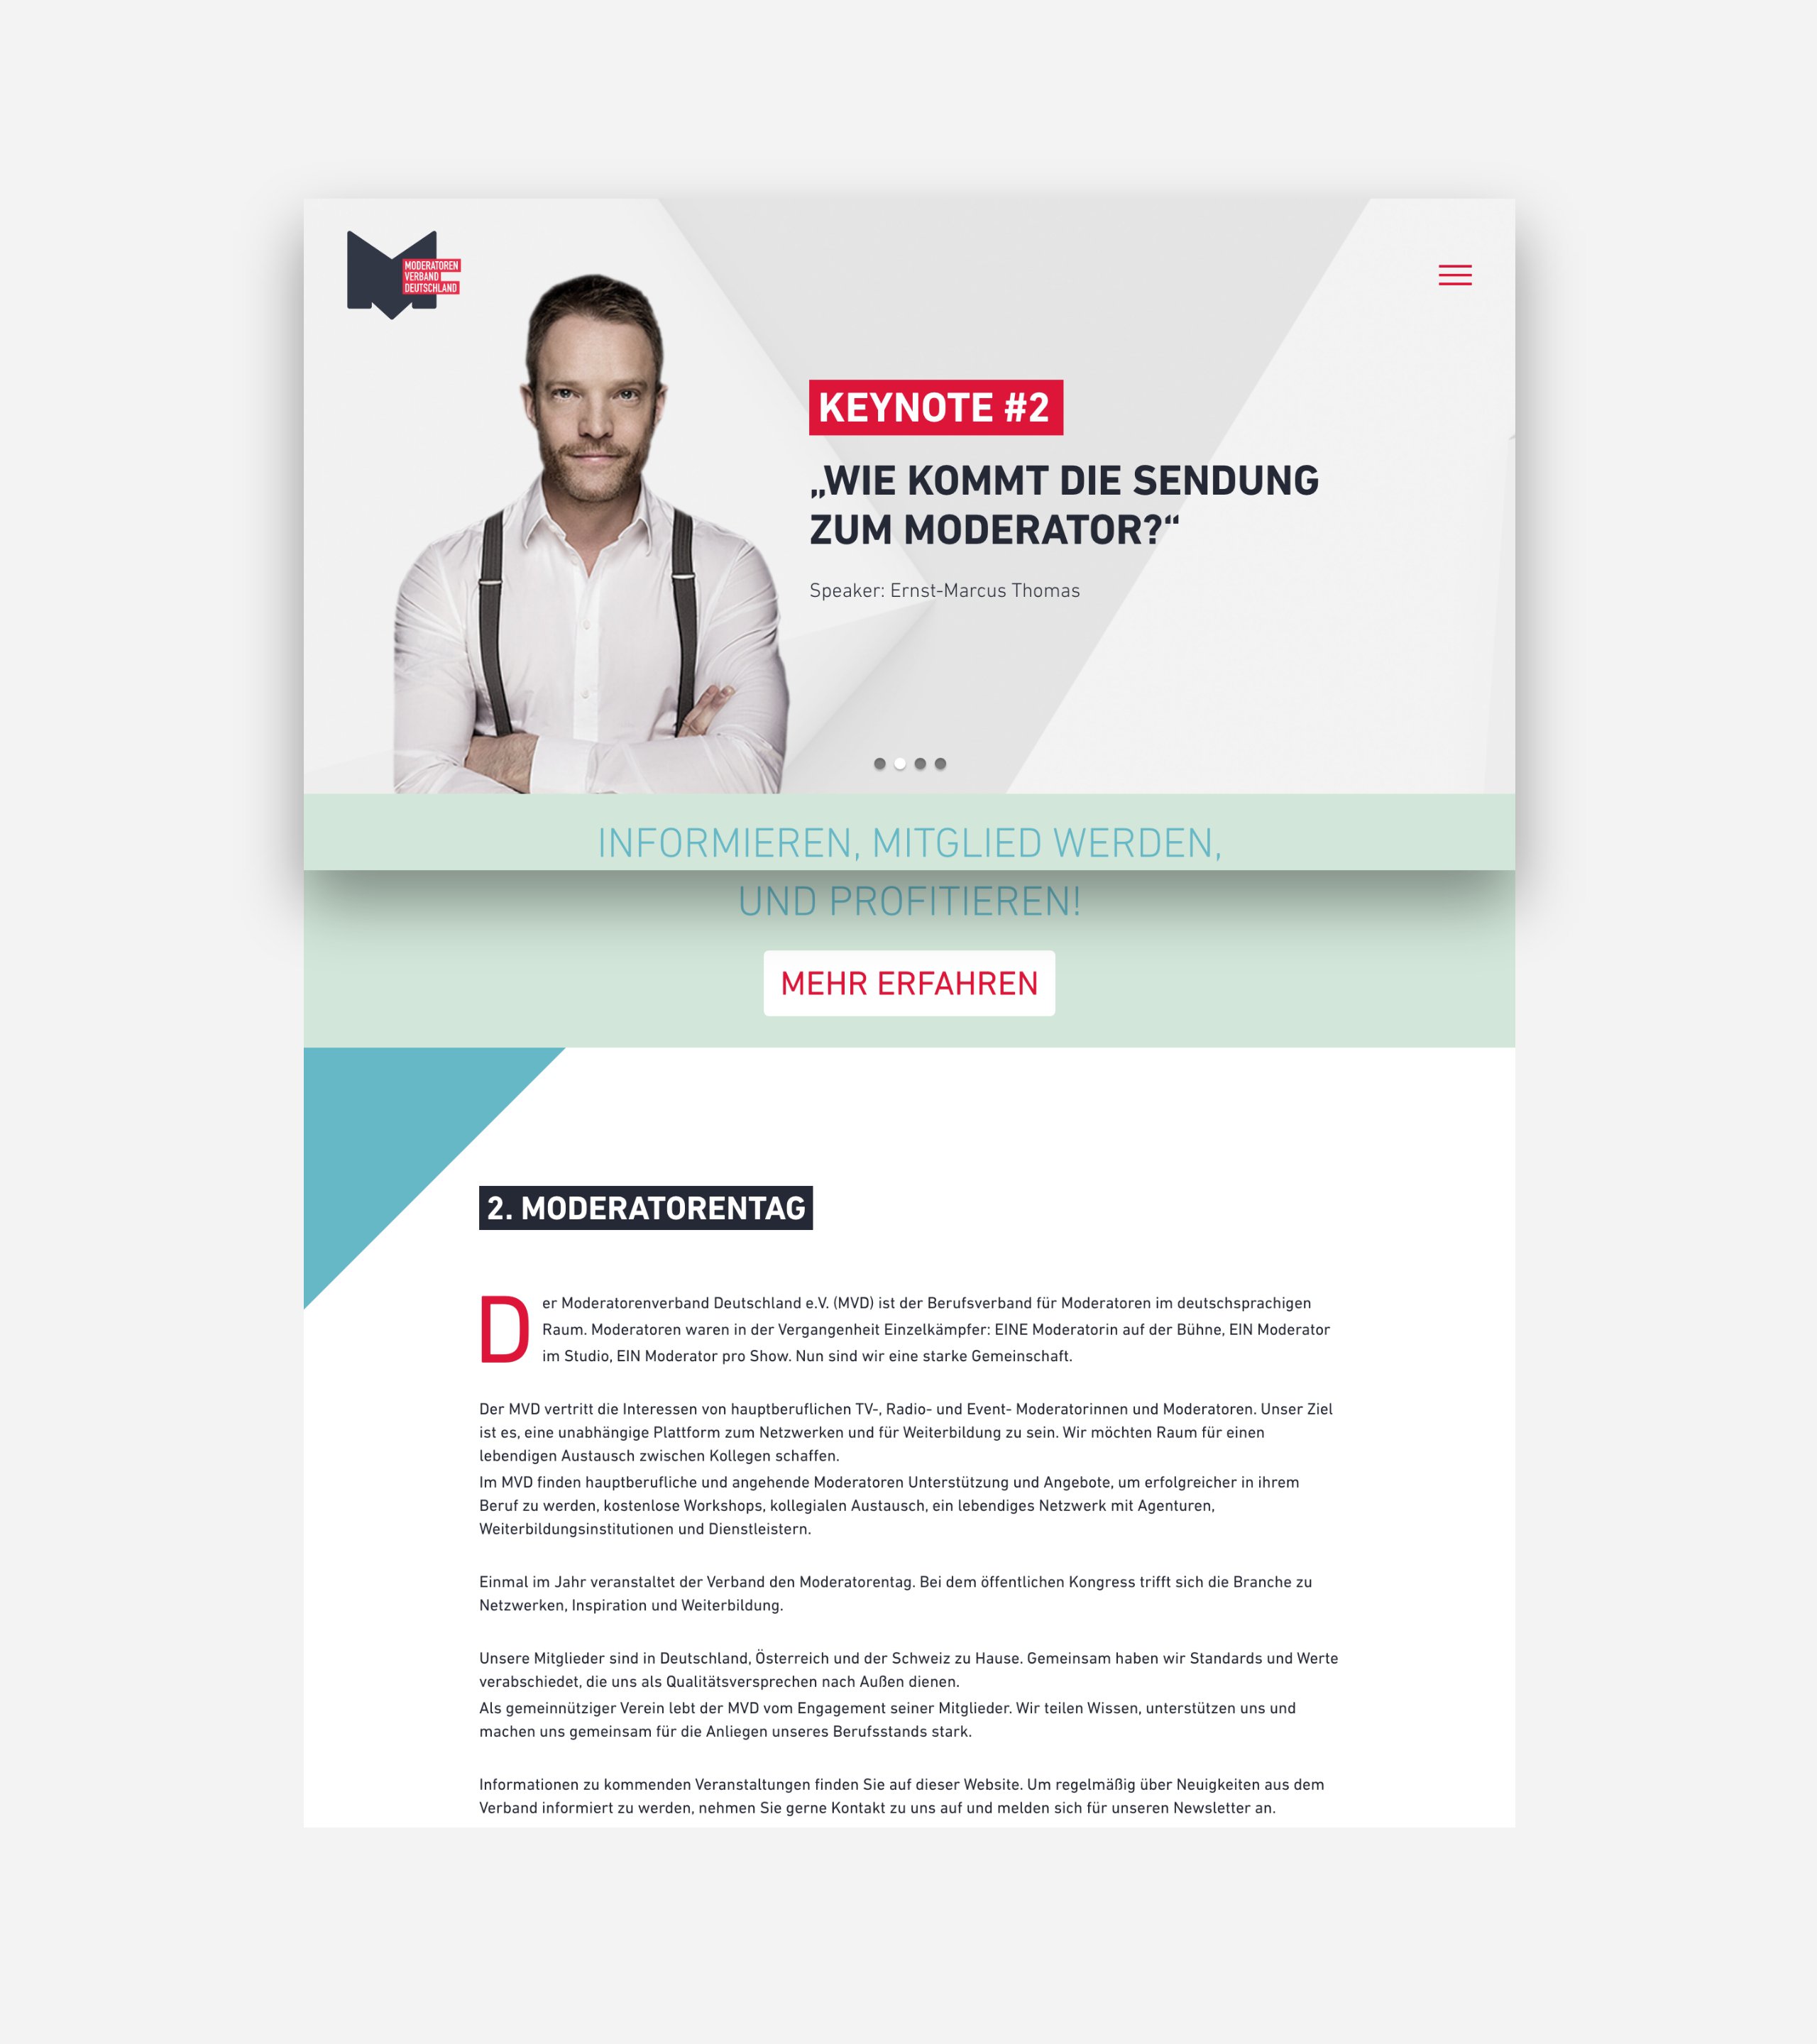 MODERATOREN
VERBAND
DEUTSCHLAND
KEYNOTE #2
„WIE KOMMT DIE SENDUNG
ZUM MODERATOR?“
Speaker: Ernst-Marcus Thomas
INFORMIEREN, MITGLIED WERDEN,
UND PROFITIEREN!
MEHR ERFAHREN
2. MODERATORENTAG
Der Moderatorenverband Deutschland e.V. (MVD) ist der Berufsverband für Moderatoren im deutschsprachigen
Raum. Moderatoren waren in der Vergangenheit Einzelkämpfer: EINE Moderatorin auf der Bühne, EIN Moderator
im Studio, EIN Moderator pro Show. Nun sind wir eine starke Gemeinschaft.
Der MVD vertritt die Interessen von hauptberuflichen TV-, Radio- und Event- Moderatorinnen und Moderatoren. Unser Ziel
ist es, eine unabhängige Plattform zum Netzwerken und für Weiterbildung zu sein. Wir möchten Raum für einen
lebendigen Austausch zwischen Kollegen schaffen.
Im MVD finden hauptberufliche und angehende Moderatoren Unterstützung und Angebote, um erfolgreicher in ihrem
Beruf zu werden, kostenlose Workshops, kollegialen Austausch, ein lebendiges Netzwerk mit Agenturen,
Weiterbildungsinstitutionen und Dienstleistern.
Einmal im Jahr veranstaltet der Verband den Moderatorentag. Bei dem öffentlichen Kongress trifft sich die Branche zu
Netzwerken, Inspiration und Weiterbildung.
Unsere Mitglieder sind in Deutschland, Österreich und der Schweiz zu Hause. Gemeinsam haben wir Standards und Werte
verabschiedet, die uns als Qualitätsversprechen nach Außen dienen.
Als gemeinnütziger Verein lebt der MVD vom Engagement seiner Mitglieder. Wir teilen Wissen, unterstützen uns und
machen uns gemeinsam für die Anliegen unseres Berufsstands stark.
Informationen zu kommenden Veranstaltungen finden Sie auf dieser Website. Um regelmäßig über Neuigkeiten aus dem
Verband informiert zu werden, nehmen Sie gerne Kontakt zu uns auf und melden sich für unseren Newsletter an.